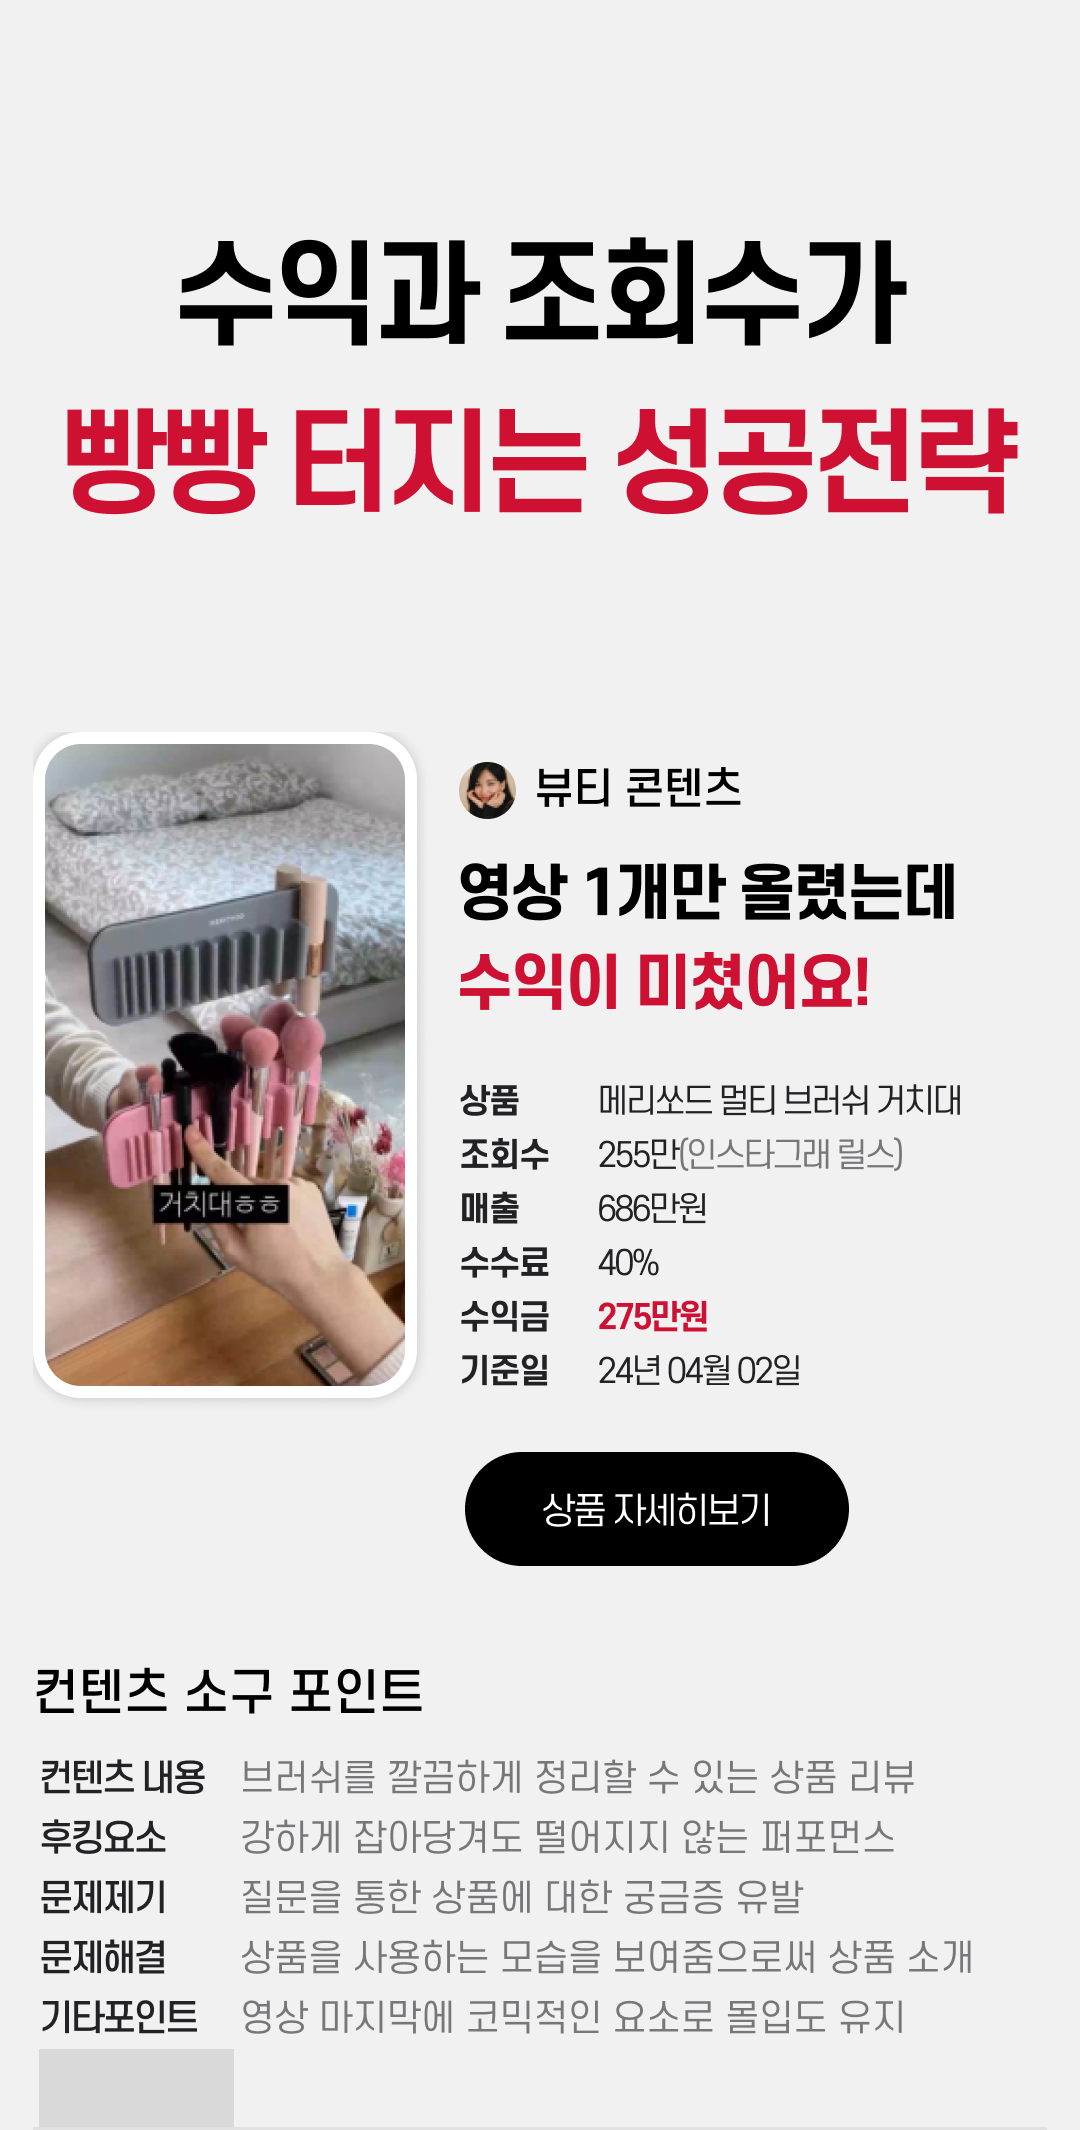 수익과 조회수가
빵빵 터지는 성공전략
뷰티 콘텐츠
영상 1개만 올렸는데
수익이 미쳤어요!
상품 메리쏘드 멀티 브러쉬 거치대
조회수 255만(인스타그래 릴스)
매출 686만원
수수료 40%
수익금 275만원
기준일 24년 04월 02일
거치대ㅎㅎ
상품 자세히보기
컨텐츠 소구 포인트
컨텐츠 내용 브러쉬를 깔끔하게 정리할 수 있는 상품 리뷰
후킹요소 강하게 잡아당겨도 떨어지지 않는 퍼포먼스
문제제기 질문을 통한 상품에 대한 궁금증 유발
문제해결 상품을 사용하는 모습을 보여줌으로써 상품 소개
기타포인트 영상 마지막에 코믹적인 요소로 몰입도 유지